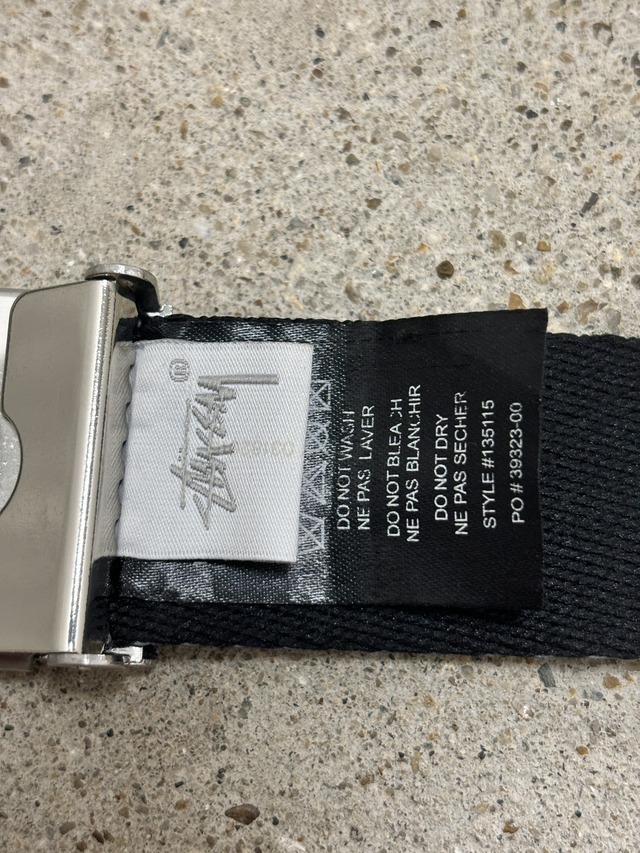 Stüssy
®
DO NOT WASH
NE PAS LAVER
DO NOT BLEACH
NE PAS BLANCHIR
DO NOT DRY
NE PAS SECHER
STYLE #135115
PO # 39323-00